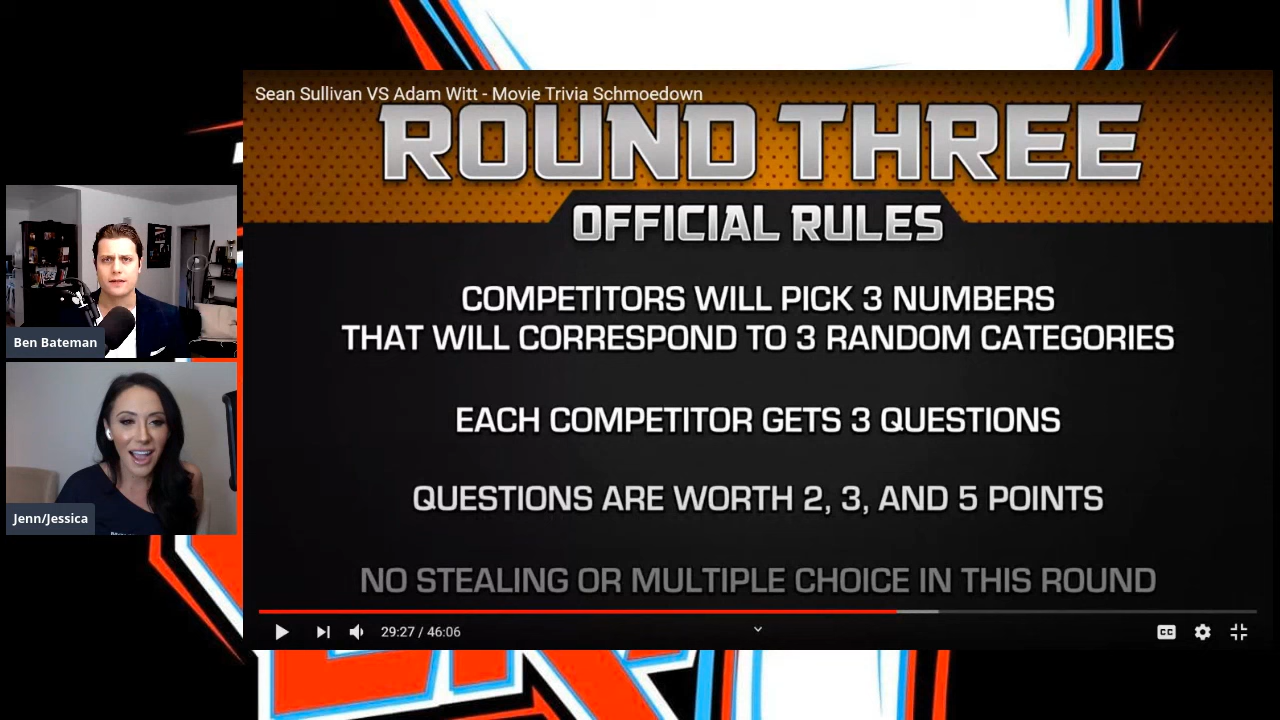 Sean Sullivan VS Adam Witt - Movie Trivia Schmoedown
ROUND THREE
OFFICIAL RULES
COMPETITORS WILL PICK 3 NUMBERS
THAT WILL CORRESPOND TO 3 RANDOM CATEGORIES
EACH COMPETITOR GETS 3 QUESTIONS
QUESTIONS ARE WORTH 2, 3, AND 5 POINTS
NO STEALING OR MULTIPLE CHOICE IN THIS ROUND
29:27 / 46:06
CC
Ben Bateman
Jenn/Jessica